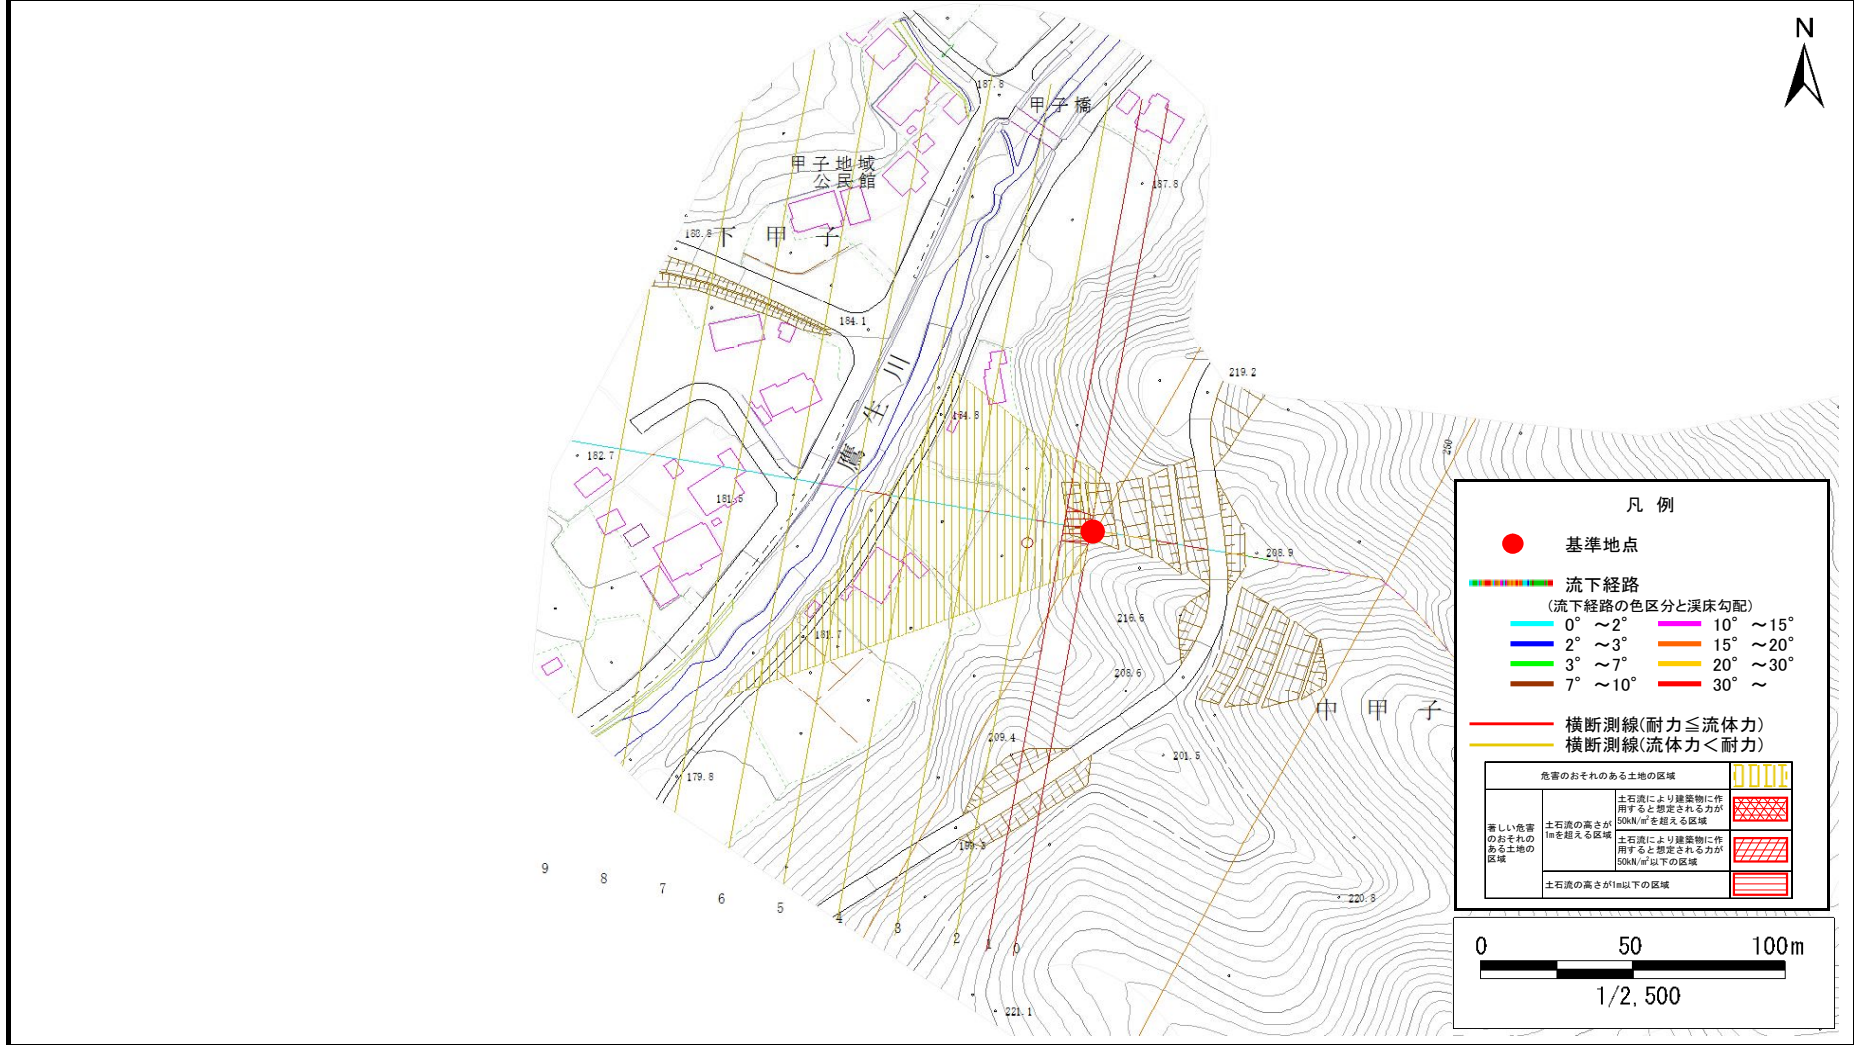 N
187.8
甲子橋
甲子地域
公民館
187.8
188.8
下 甲 子
184.1
219.2
鷹生川
184.8
250
182.7
181.5
208.9
216.6
181.7
208.6
中 甲 子
209.4
201.5
179.8
199.3
220.8
221.1
9 8 7 6 5 4 3 2 1 0
凡 例
基準地点
流下経路
(流下経路の色区分と渓床勾配)
0° ～2° 10° ～15°
2° ～3° 15° ～20°
3° ～7° 20° ～30°
7° ～10° 30° ～
横断測線(耐力≦流体力)
横断測線(流体力＜耐力)
危害のおそれのある土地の区域
著しい危害
のおそれの
ある土地の
区域
土石流の高さが
1mを超える区域
土石流により建築物に作
用すると想定される力が
50kN/㎡を超える区域
土石流により建築物に作
用すると想定される力が
50kN/㎡以下の区域
土石流の高さが1m以下の区域
0 50 100m
1/2,500